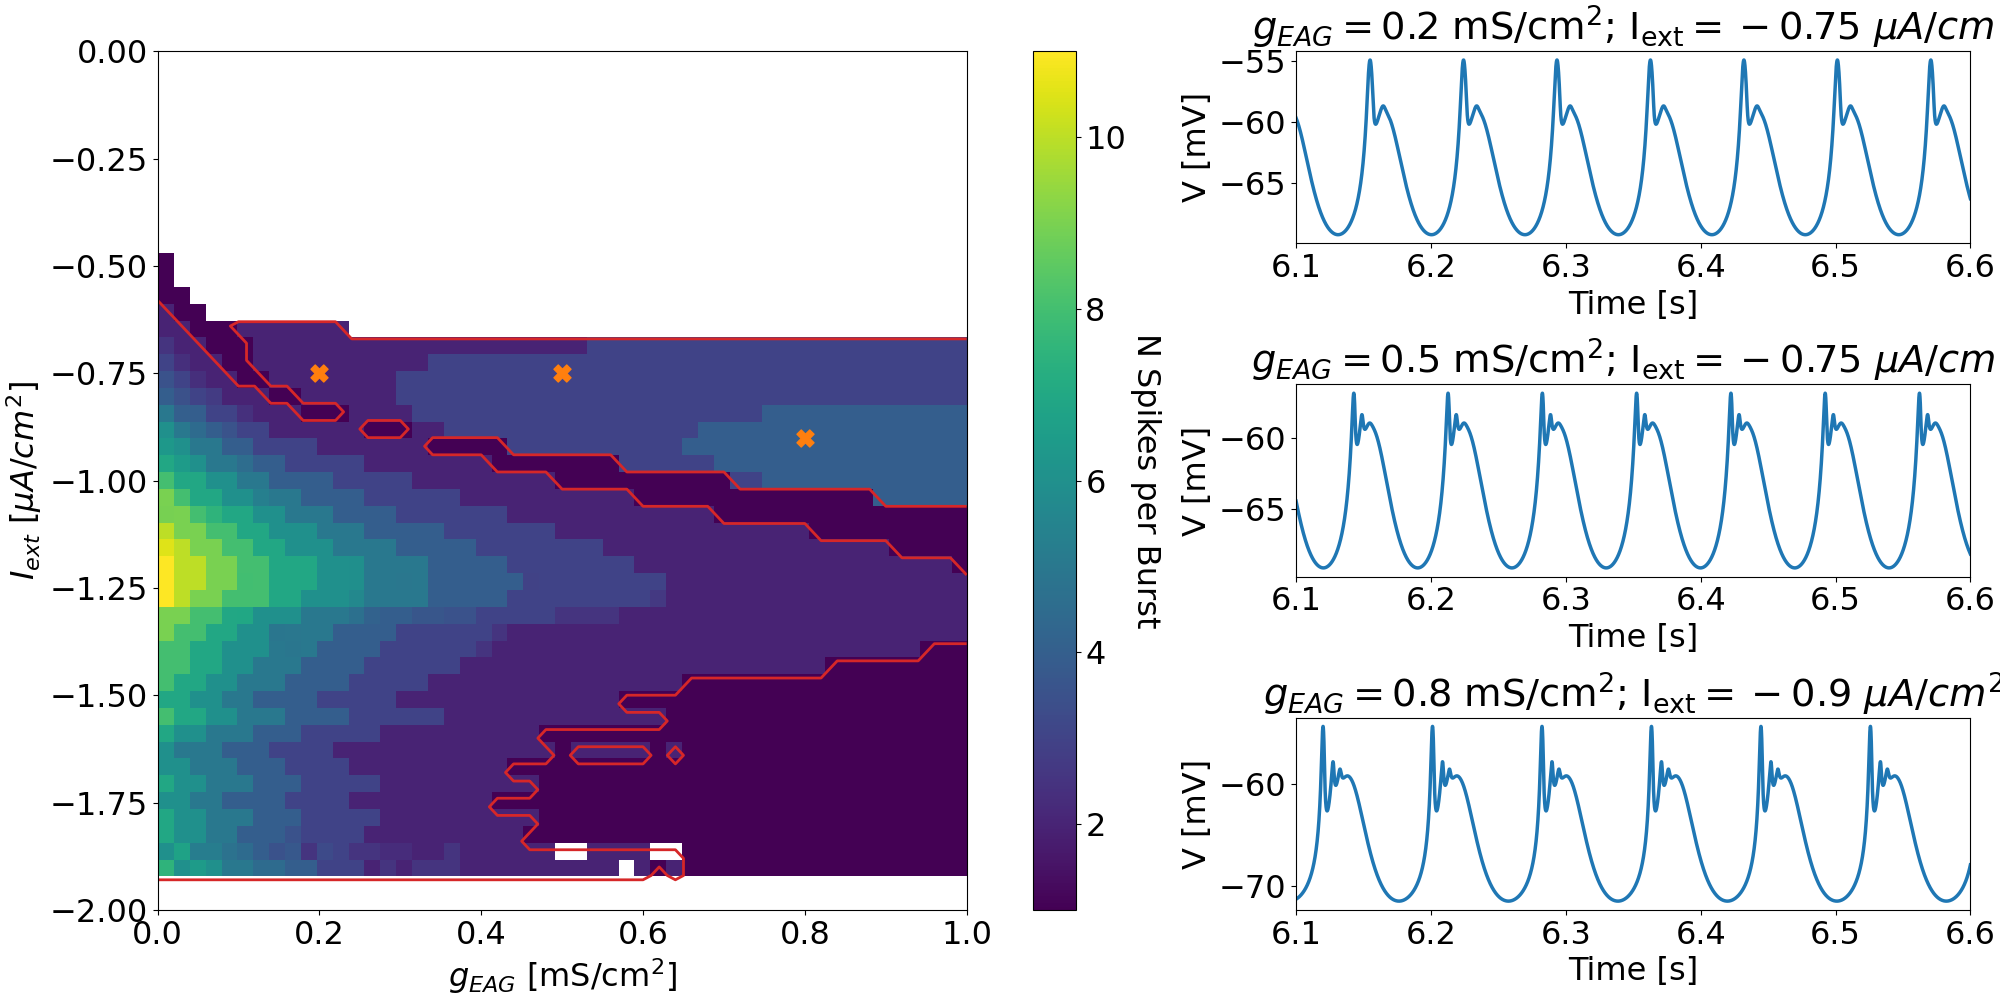 0.00
−0.25
−0.50
−0.75
−1.00
−1.25
−1.50
−1.75
−2.00
I_ext [μA/cm²]
0.0 0.2 0.4 0.6 0.8 1.0
g_EAG [mS/cm²]
10
8
6
4
2
N Spikes per Burst
g_EAG = 0.2 mS/cm²; I_ext = −0.75 μA/cm
−55
−60
−65
V [mV]
6.1 6.2 6.3 6.4 6.5 6.6
Time [s]
g_EAG = 0.5 mS/cm²; I_ext = −0.75 μA/cm
−60
−65
V [mV]
6.1 6.2 6.3 6.4 6.5 6.6
Time [s]
g_EAG = 0.8 mS/cm²; I_ext = −0.9 μA/cm²
−60
−70
V [mV]
6.1 6.2 6.3 6.4 6.5 6.6
Time [s]